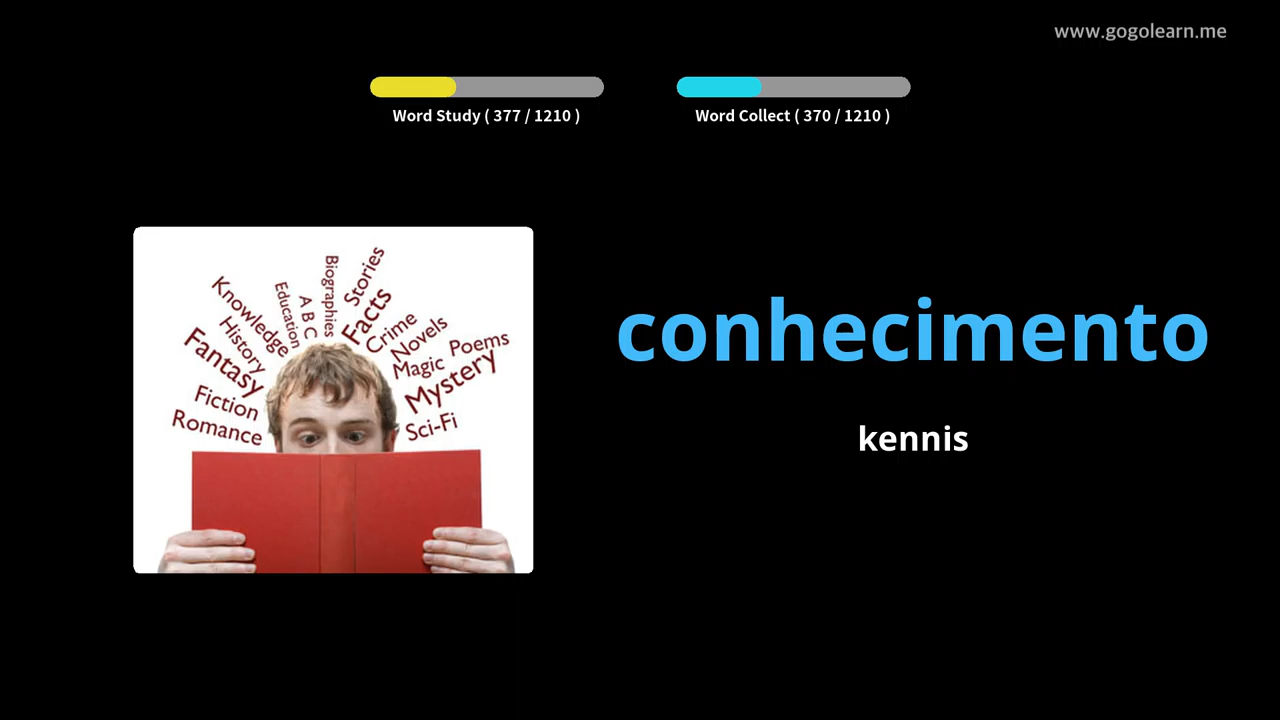 www.gogolearn.me
Word Study ( 377 / 1210 )
Word Collect ( 370 / 1210 )
Knowledge
Education
A B C
Biographies
Stories
Facts
Crime
Novels
Poems
History
Fantasy
Magic
Mystery
Fiction
Romance
Sci-Fi
conhecimento
kennis